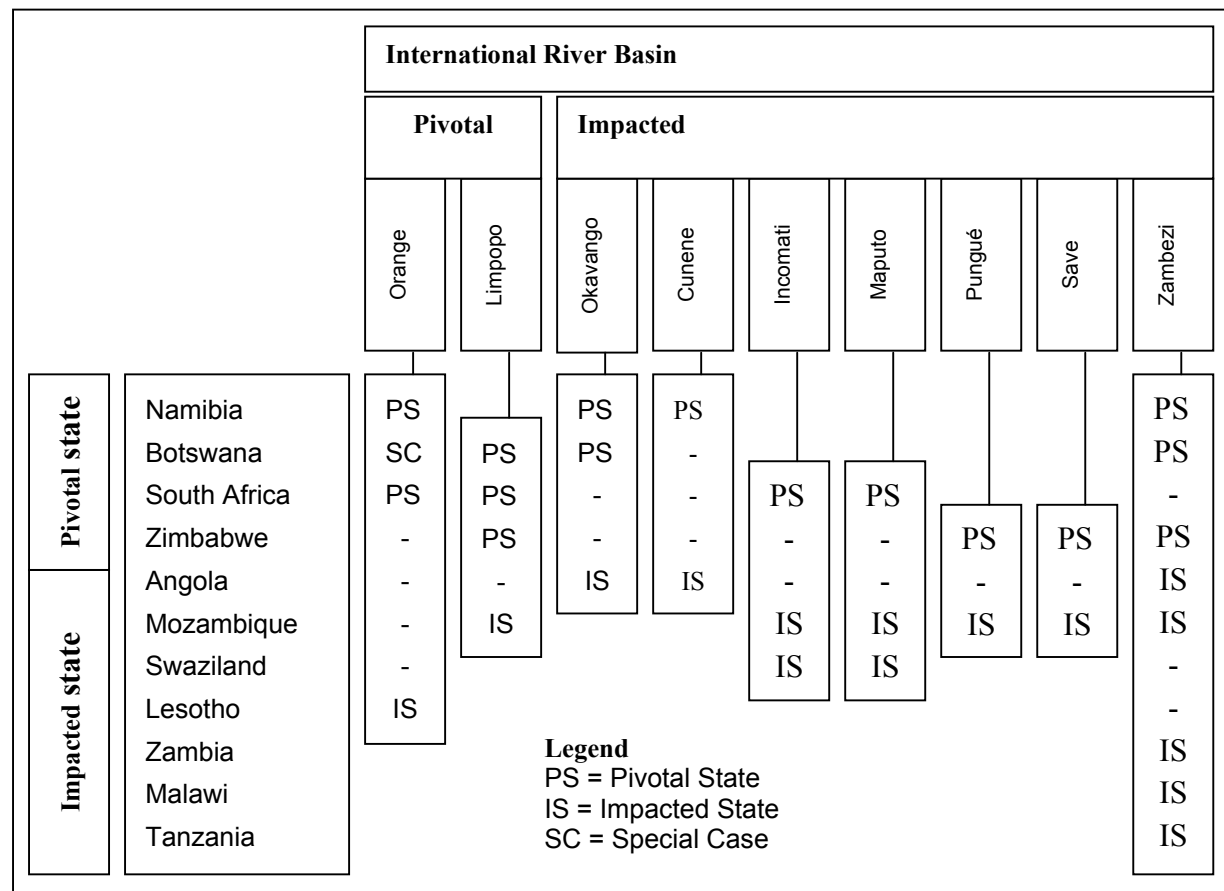 International River Basin
Pivotal Impacted
Orange Limpopo Okavango Cunene Incomati Maputo Pungué Save Zambezi
Pivotal state
Namibia PS PS PS PS
Botswana SC PS PS - PS
South Africa PS PS - - PS PS -
Zimbabwe - PS - - - - PS PS PS
Impacted state
Angola - - IS IS - - - - IS
Mozambique - IS IS IS IS IS IS
Swaziland - IS IS -
Lesotho IS -
Zambia IS
Malawi IS
Tanzania IS
Legend
PS = Pivotal State
IS = Impacted State
SC = Special Case